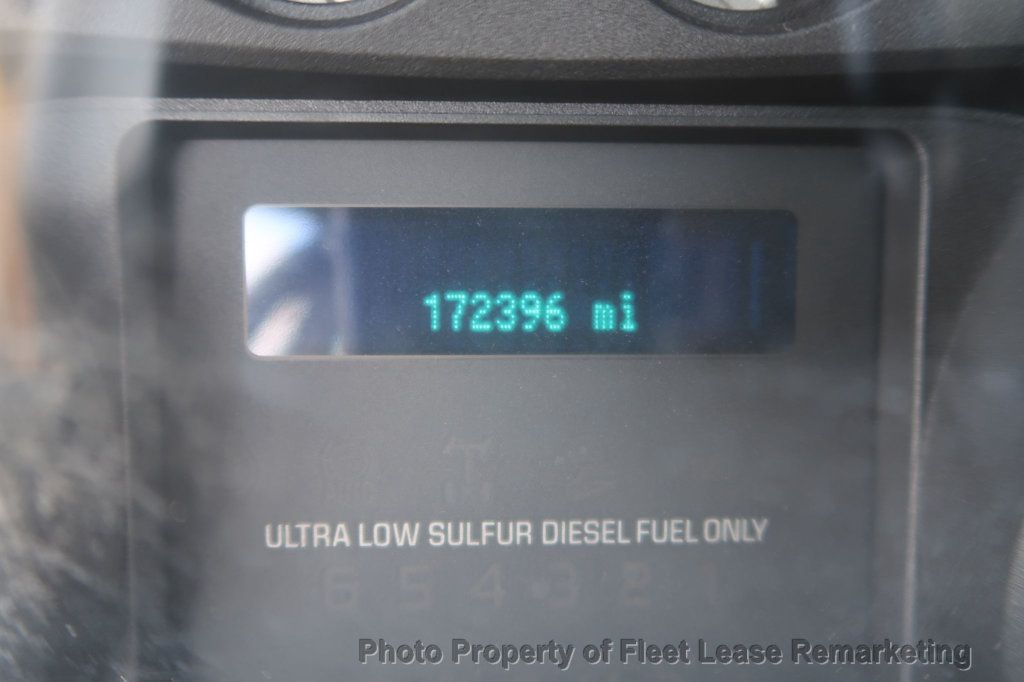 172396 mi
ULTRA LOW SULFUR DIESEL FUEL ONLY
6 5 4 3 2 1
Photo Property of Fleet Lease Remarketing